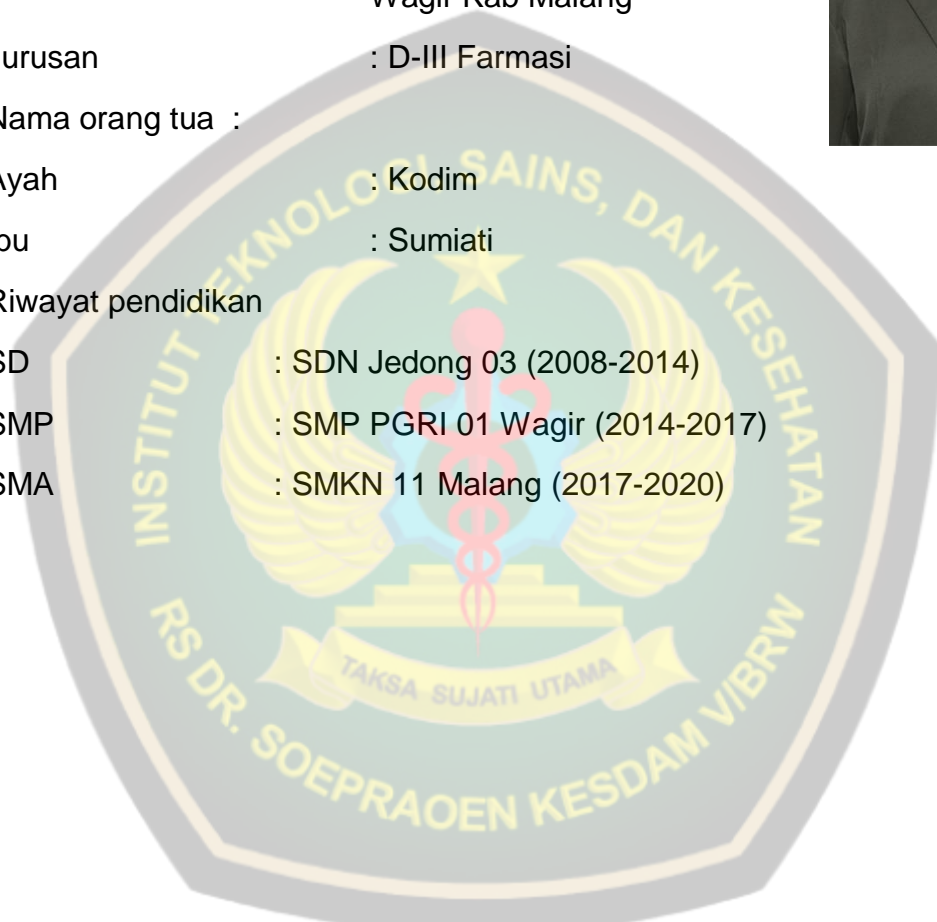 Wagir Kab Malang
urusan : D-III Farmasi
Nama orang tua :
Ayah : Kodim
bu : Sumiati
Riwayat pendidikan
SD : SDN Jedong 03 (2008-2014)
SMP : SMP PGRI 01 Wagir (2014-2017)
SMA : SMKN 11 Malang (2017-2020)
INSTITUT TEKNOLOGI SAINS, DAN KESEHATAN
TAKSA SUJATI UTAMA
RS DR. SOEPRAOEN KESDAM V/BRW